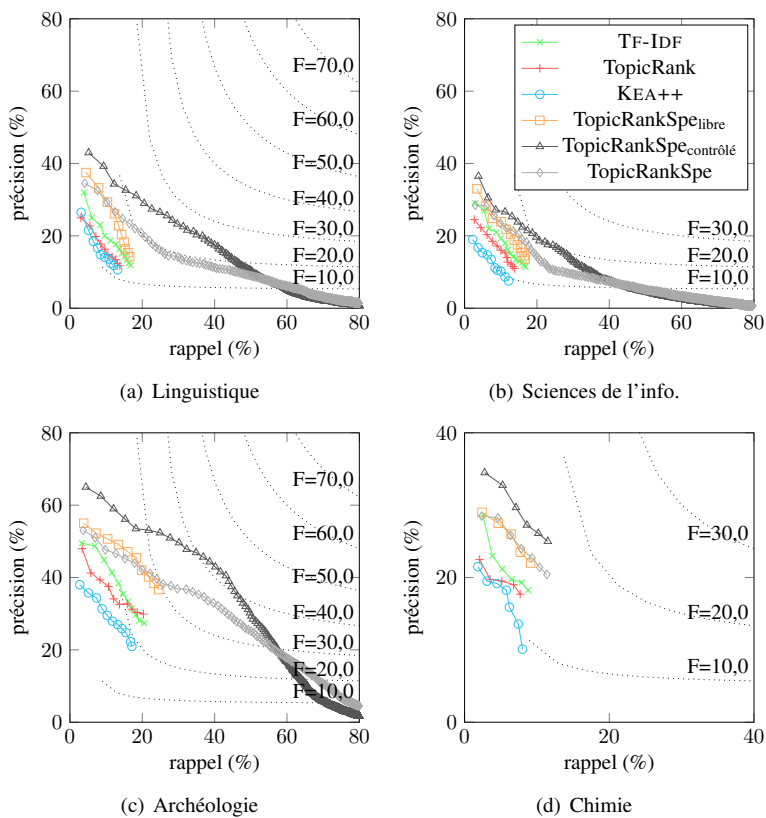 80
60
40
20
0
0
20
40
60
80
précision (%)
rappel (%)
F=70,0
F=60,0
F=50,0
F=40,0
F=30,0
F=20,0
F=10,0
(a) Linguistique
80
60
40
20
0
0
20
40
60
80
précision (%)
rappel (%)
TF-IDF
TopicRank
KEA++
TopicRankSpelibre
TopicRankSpecontrôlé
TopicRankSpe
F=30,0
F=20,0
F=10,0
(b) Sciences de l'info.
80
60
40
20
0
0
20
40
60
80
précision (%)
rappel (%)
F=70,0
F=60,0
F=50,0
F=40,0
F=30,0
F=20,0
F=10,0
(c) Archéologie
40
20
0
0
20
40
précision (%)
rappel (%)
F=30,0
F=20,0
F=10,0
(d) Chimie